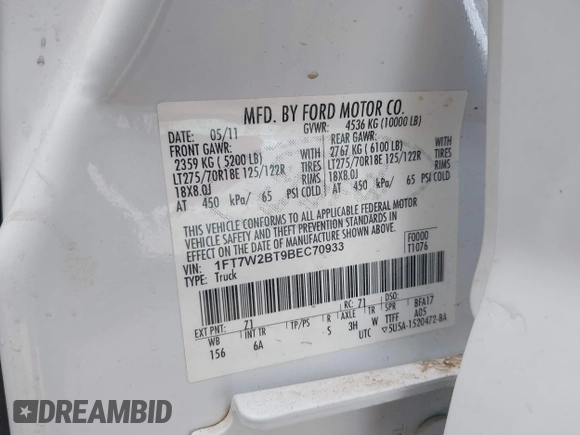 MFD. BY FORD MOTOR CO.
DATE: 05/11 GVWR: 4536 KG (10000 LB)
FRONT GAWR: REAR GAWR:
2359 KG ( 5200 LB) WITH 2767 KG ( 6100 LB) WITH
LT275/70R18E 125/122R TIRES LT275/70R18E 125/122R TIRES
18X8.0J RIMS 18X8.0J RIMS
AT 450 kPa/ 65 PSI COLD AT 450 kPa/ 65 PSI COLD
THIS VEHICLE CONFORMS TO ALL APPLICABLE FEDERAL MOTOR
VEHICLE SAFETY AND THEFT PREVENTION STANDARDS IN
EFFECT ON THE DATE OF MANUFACTURE SHOWN ABOVE.
VIN: 1FT7W2BT9BEC70933 F0000
TYPE: Truck T1076
EXT PNT: Z1 RC: 71 DSO:
WB INT TR TP/PS R AXLE TR SPR BFA17
156 6A S 3H W TTFF A05
UTC ▽5U5A-1520472-BA
DREAMBID